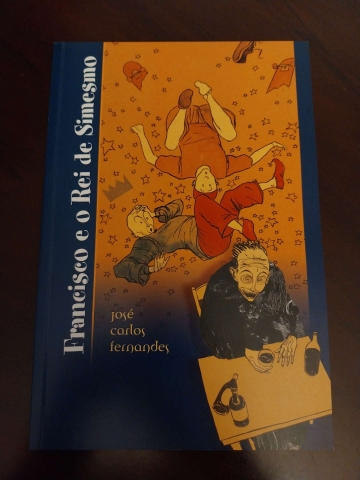 Francisco e o Rei de Simesmo
josé
carlos
fernandes